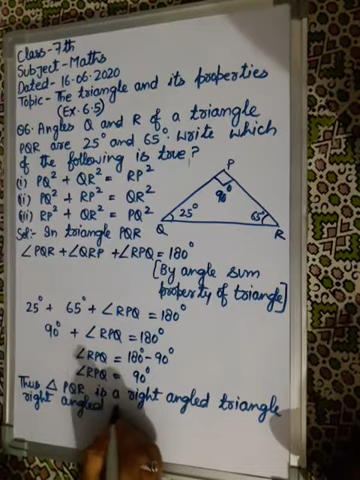 Class-7th
Subject-Maths
Dated-16.06.2020
Topic-The triangle and its properties
(Ex.6.5)
Q6. Angles Q and R of a triangle
PQR are 25° and 65°. Write which
of the following is true?
(i) PQ² + QR² = RP²
(ii) PQ² + RP² = QR²
(iii) RP² + QR² = PQ²
P
90°
25°
65°
Q
R
Sol:- In triangle PQR
∠PQR + ∠QRP + ∠RPQ = 180°
[By angle sum
property of triangle]
25° + 65° + ∠RPQ = 180°
90° + ∠RPQ = 180°
∠RPQ = 180° - 90°
∠RPQ = 90°
Thus △ PQR is a right angled triangle
right angled